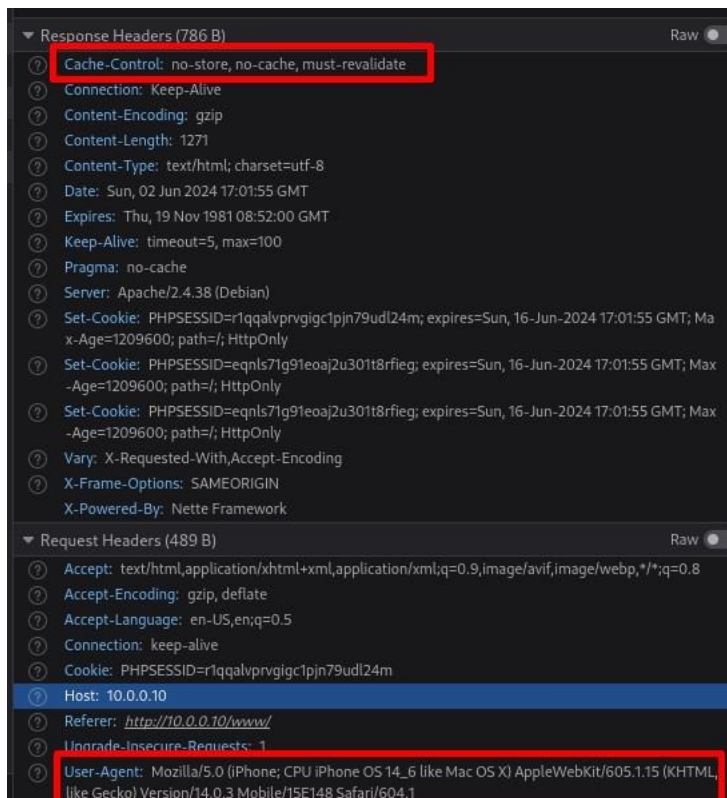 Response Headers (786 B) Raw
Cache-Control: no-store, no-cache, must-revalidate
Connection: Keep-Alive
Content-Encoding: gzip
Content-Length: 1271
Content-Type: text/html; charset=utf-8
Date: Sun, 02 Jun 2024 17:01:55 GMT
Expires: Thu, 19 Nov 1981 08:52:00 GMT
Keep-Alive: timeout=5, max=100
Pragma: no-cache
Server: Apache/2.4.38 (Debian)
Set-Cookie: PHPSESSID=r1qqalvprvgigc1pjn79udl24m; expires=Sun, 16-Jun-2024 17:01:55 GMT; Ma
x-Age=1209600; path=/; HttpOnly
Set-Cookie: PHPSESSID=eqnls71g91eoaj2u301t8rfieg; expires=Sun, 16-Jun-2024 17:01:55 GMT; Max
-Age=1209600; path=/; HttpOnly
Set-Cookie: PHPSESSID=eqnls71g91eoaj2u301t8rfieg; expires=Sun, 16-Jun-2024 17:01:55 GMT; Max
-Age=1209600; path=/; HttpOnly
Vary: X-Requested-With,Accept-Encoding
X-Frame-Options: SAMEORIGIN
X-Powered-By: Nette Framework
Request Headers (489 B) Raw
Accept: text/html,application/xhtml+xml,application/xml;q=0.9,image/avif,image/webp,*/*;q=0.8
Accept-Encoding: gzip, deflate
Accept-Language: en-US,en;q=0.5
Connection: keep-alive
Cookie: PHPSESSID=r1qqalvprvgigc1pjn79udl24m
Host: 10.0.0.10
Referer: http://10.0.0.10/www/
Upgrade-Insecure-Requests: 1
User-Agent: Mozilla/5.0 (iPhone; CPU iPhone OS 14_6 like Mac OS X) AppleWebKit/605.1.15 (KHTML,
like Gecko) Version/14.0.3 Mobile/15E148 Safari/604.1